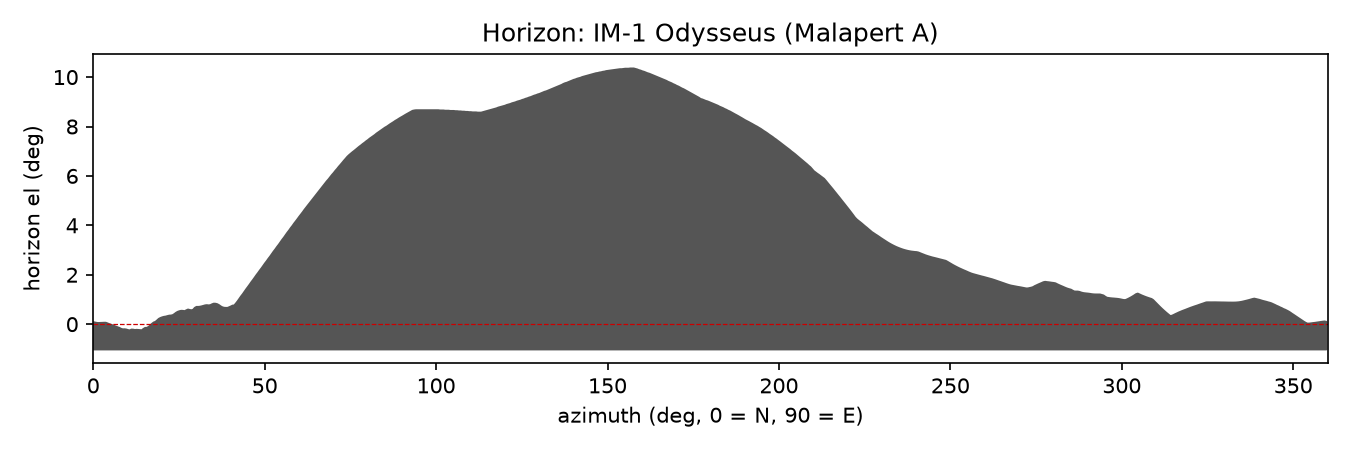 Horizon: IM-1 Odysseus (Malapert A)
horizon el (deg)
10
8
6
4
2
0
0 50 100 150 200 250 300 350
azimuth (deg, 0 = N, 90 = E)